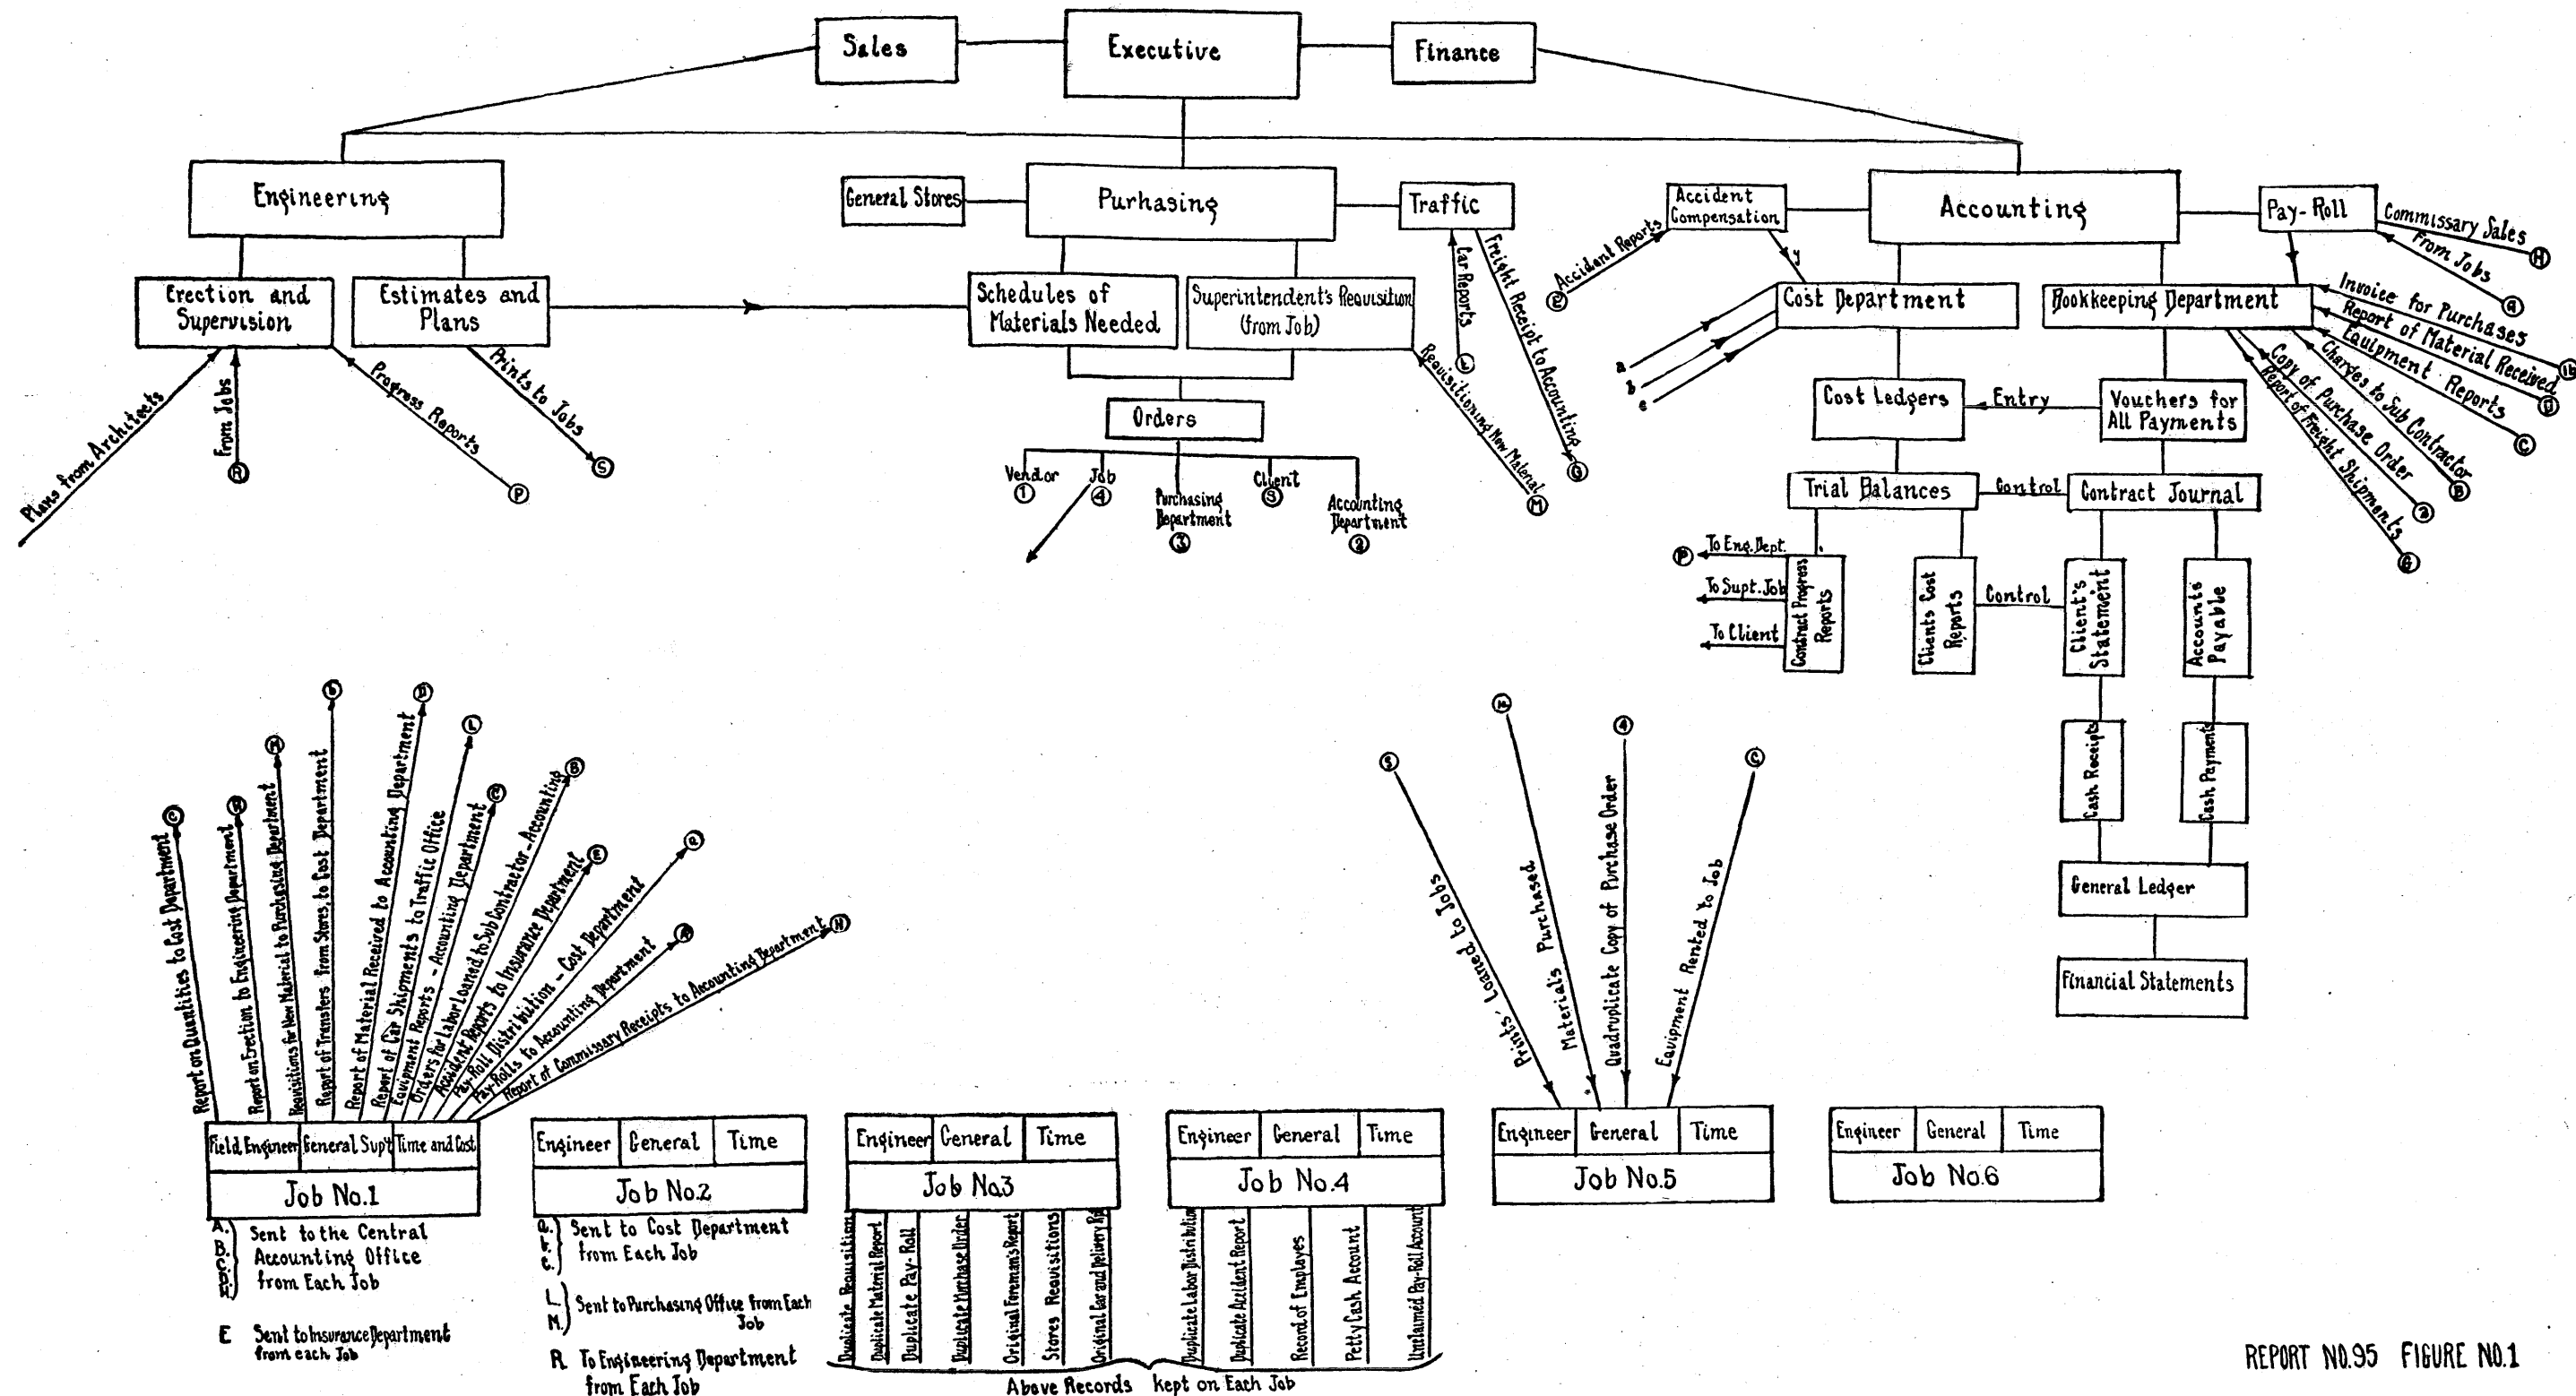 Sales
Executive
Finance
Engineering
General Stores
Purhasing
Traffic
Accident
Compensation
Accounting
Pay-Roll
Commissary Sales
H
From Jobs
a
Accident Reports
E
y
Erection and
Supervision
Estimates and
Plans
Schedules of
Materials Needed
Superintendent's Requisition
(from Job)
Car Reports
L
Freight Receipt to Accounting
G
Requisitioning New Material
M
Cost Department
Bookkeeping Department
Invoice for Purchases
1b
Report of Material Received
D
Equipment Reports
C
Charges to Sub Contractor
B
Copy of Purchase Order
2
Report of Freight Shipments
G
a
b
c
Plans from Architects
From Jobs
R
Progress Reports
P
Prints to Jobs
S
Orders
Vendor
1
Job
4
Purchasing
Department
3
Client
Accounting
Department
2
Cost Ledgers
Entry
Vouchers for
All Payments
Trial Balances
Control
Contract Journal
P
To Eng. Dept.
To Supt. Job
To Client
Contract Progress
Reports
Clients Cost
Reports
Control
Client's
Statement
Accounts
Payable
Cash Receipts
Cash Payments
General Ledger
Financial Statements
C
Report on Quantities to Cost Department
Report on Erection to Engineering Department
M
Requisitions for New Material to Purchasing Department
b
Report of Transfers from Stores, to Cost Department
D
Report of Material Received to Accounting Department
L
Report of Car Shipments to Traffic Office
C
Equipment Reports - Accounting Department
B
Orders for Labor Loaned to Sub Contractor - Accounting
E
Accident Reports to Insurance Department
Pay-Roll Distribution - Cost Department
A
Pay-Rolls to Accounting Department
H
Report of Commissary Receipts to Accounting Department
S
Prints Loaned to Jobs
Materials Purchased
4
Quadruplicate Copy of Purchase Order
C
Equipment Rented to Job
Field Engineer
General Supt
Time and Cost
Job No.1
Engineer
General
Time
Job No.2
Engineer
General
Time
Job No.3
Engineer
General
Time
Job No.4
Engineer
General
Time
Job No.5
Engineer
General
Time
Job No.6
A.
B.
C.
D.
H.
Sent to the Central
Accounting Office
from Each Job
E Sent to Insurance Department
from each Job
a.
b.
c.
Sent to Cost Department
from Each Job
L.
M.
Sent to Purchasing Office from Each
Job
R To Engineering Department
from Each Job
Duplicate Requisition
Duplicate Material Report
Duplicate Pay-Roll
Duplicate Purchase Order
Original Foreman's Report
Stores Requisitions
Original Car and Delivery Rpt
Duplicate Labor Distribution
Duplicate Accident Report
Record of Employes
Petty Cash Account
Unclaimed Pay-Roll Account
Above Records kept on Each Job
REPORT NO.95 FIGURE NO.1